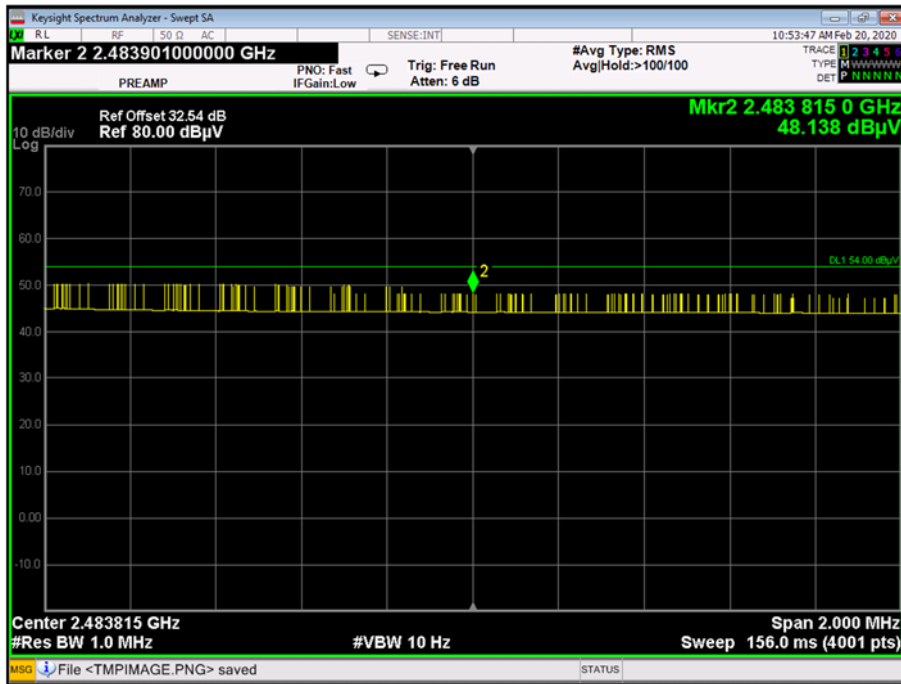 Keysight Spectrum Analyzer - Swept SA
LXI RL RF 50 Ω AC SENSE:INT 10:53:47 AM Feb 20, 2020
Marker 2 2.483901000000 GHz #Avg Type: RMS TRACE 1 2 3 4 5 6
PNO: Fast Trig: Free Run Avg|Hold:>100/100 TYPE M WWWWW
PREAMP IFGain:Low Atten: 6 dB DET P N N N N N
Mkr2 2.483 815 0 GHz
Ref Offset 32.54 dB
10 dB/div Ref 80.00 dBµV 48.138 dBµV
Log
70.0
60.0
DL1 54.00 dBµV
2
50.0
40.0
30.0
20.0
10.0
0.00
-10.0
Center 2.483815 GHz Span 2.000 MHz
#Res BW 1.0 MHz #VBW 10 Hz Sweep 156.0 ms (4001 pts)
MSG File <TMPIMAGE.PNG> saved STATUS